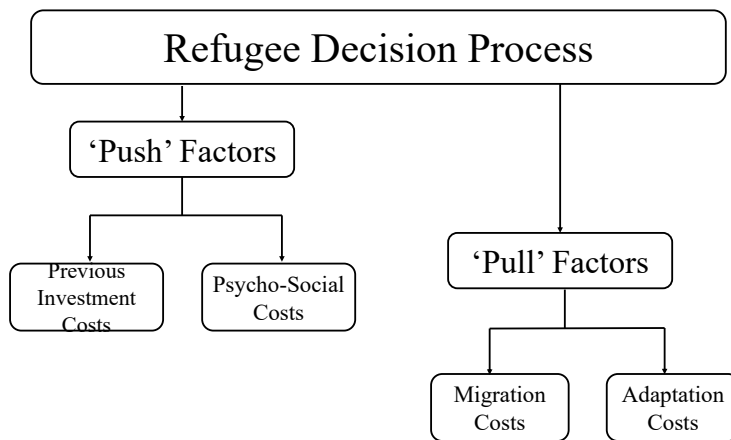 Refugee Decision Process
‘Push’ Factors
Previous
Investment
Costs
Psycho-Social
Costs
‘Pull’ Factors
Migration
Costs
Adaptation
Costs